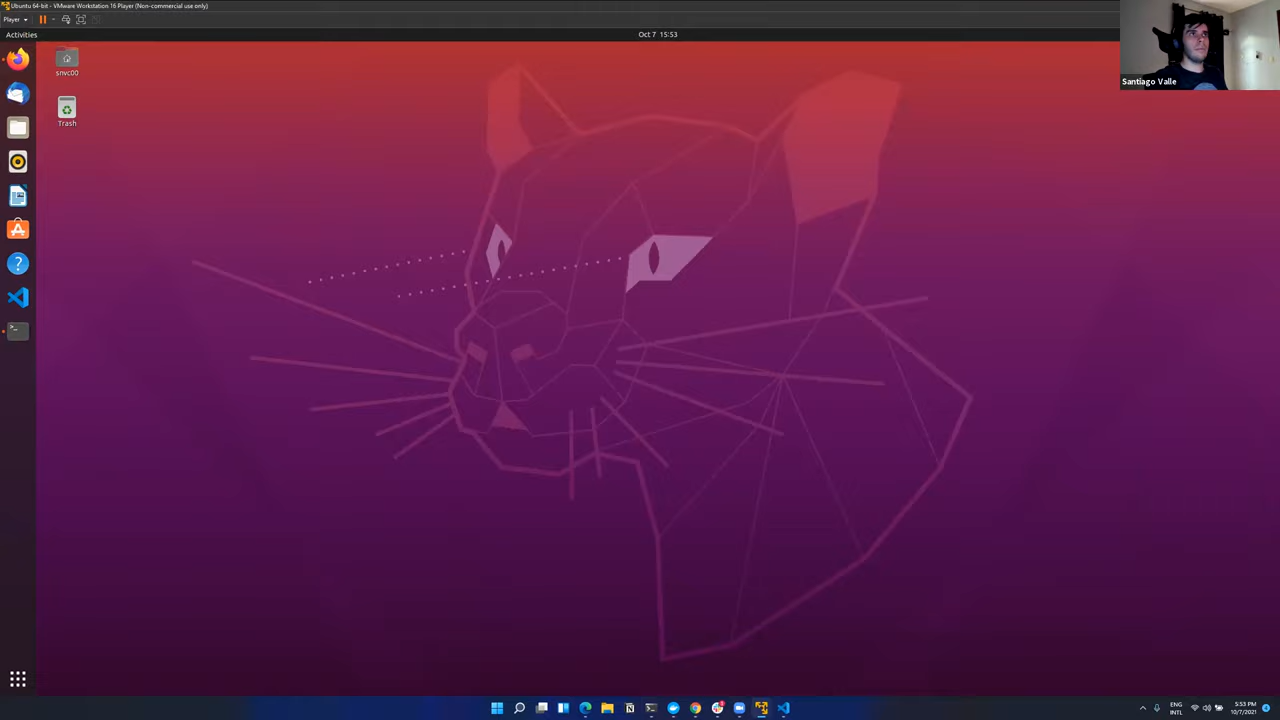 Ubuntu 64-bit - VMware Workstation 16 Player (Non-commercial use only)
Player
Activities
Oct 7 15:53
Santiago Valle
snvc00
Trash
ENG
INTL
5:53 PM
10/7/2021